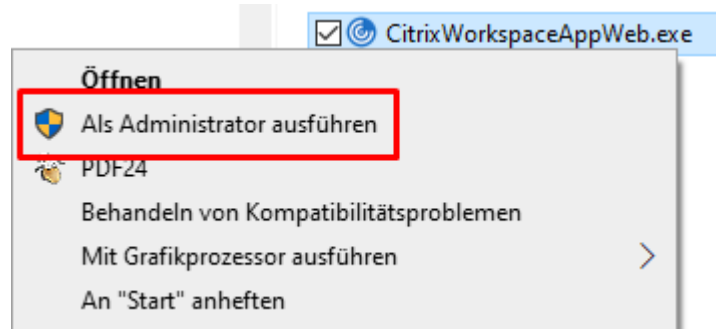 CitrixWorkspaceAppWeb.exe
Öffnen
Als Administrator ausführen
PDF24
Behandeln von Kompatibilitätsproblemen
Mit Grafikprozessor ausführen
An "Start" anheften